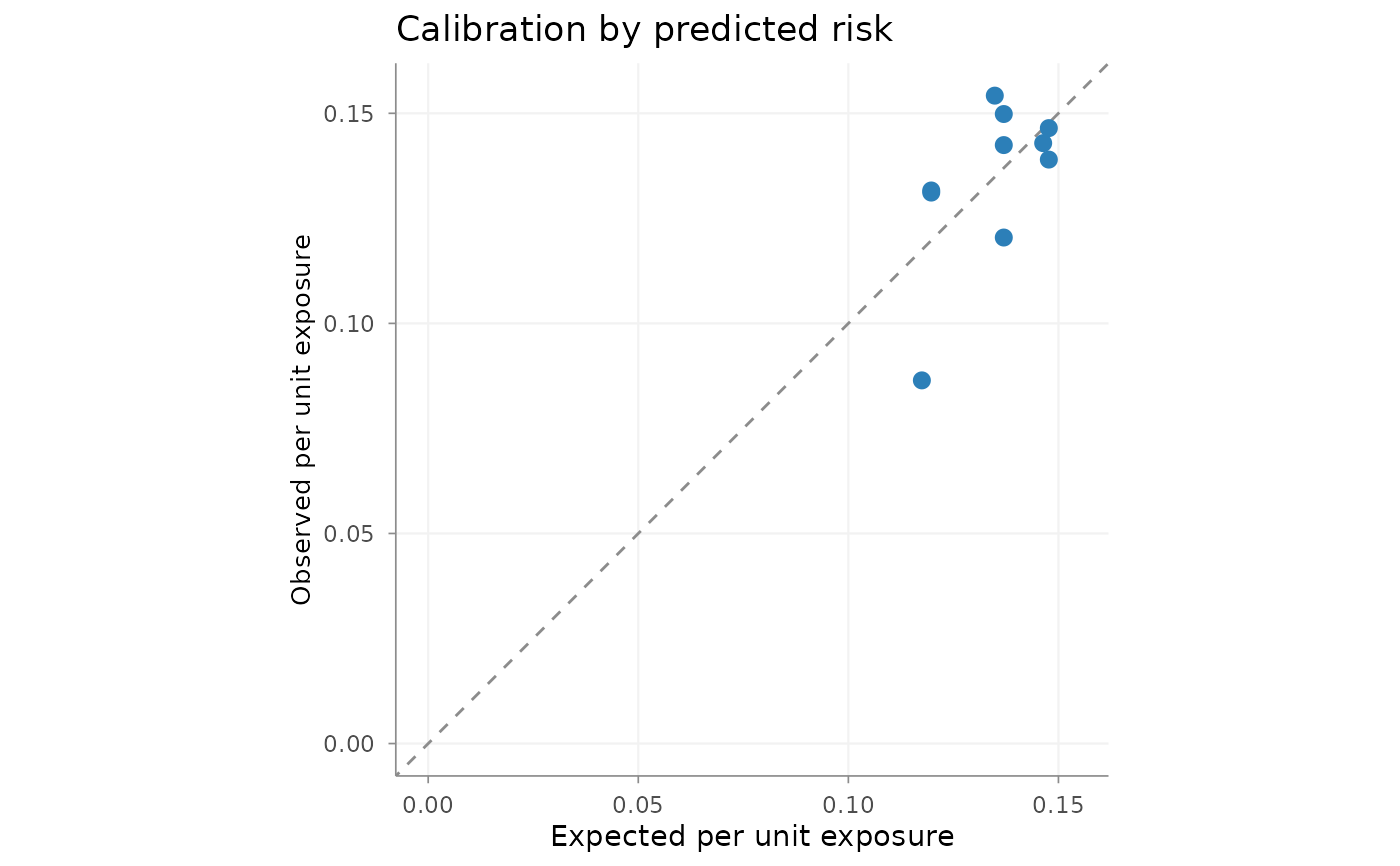 Calibration by predicted risk
Observed per unit exposure
0.15
0.10
0.05
0.00
0.00 0.05 0.10 0.15
Expected per unit exposure